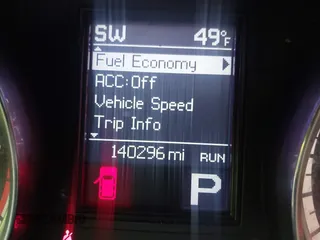 SW 49°F
Fuel Economy
ACC:Off
Vehicle Speed
Trip Info
140296 mi RUN
P